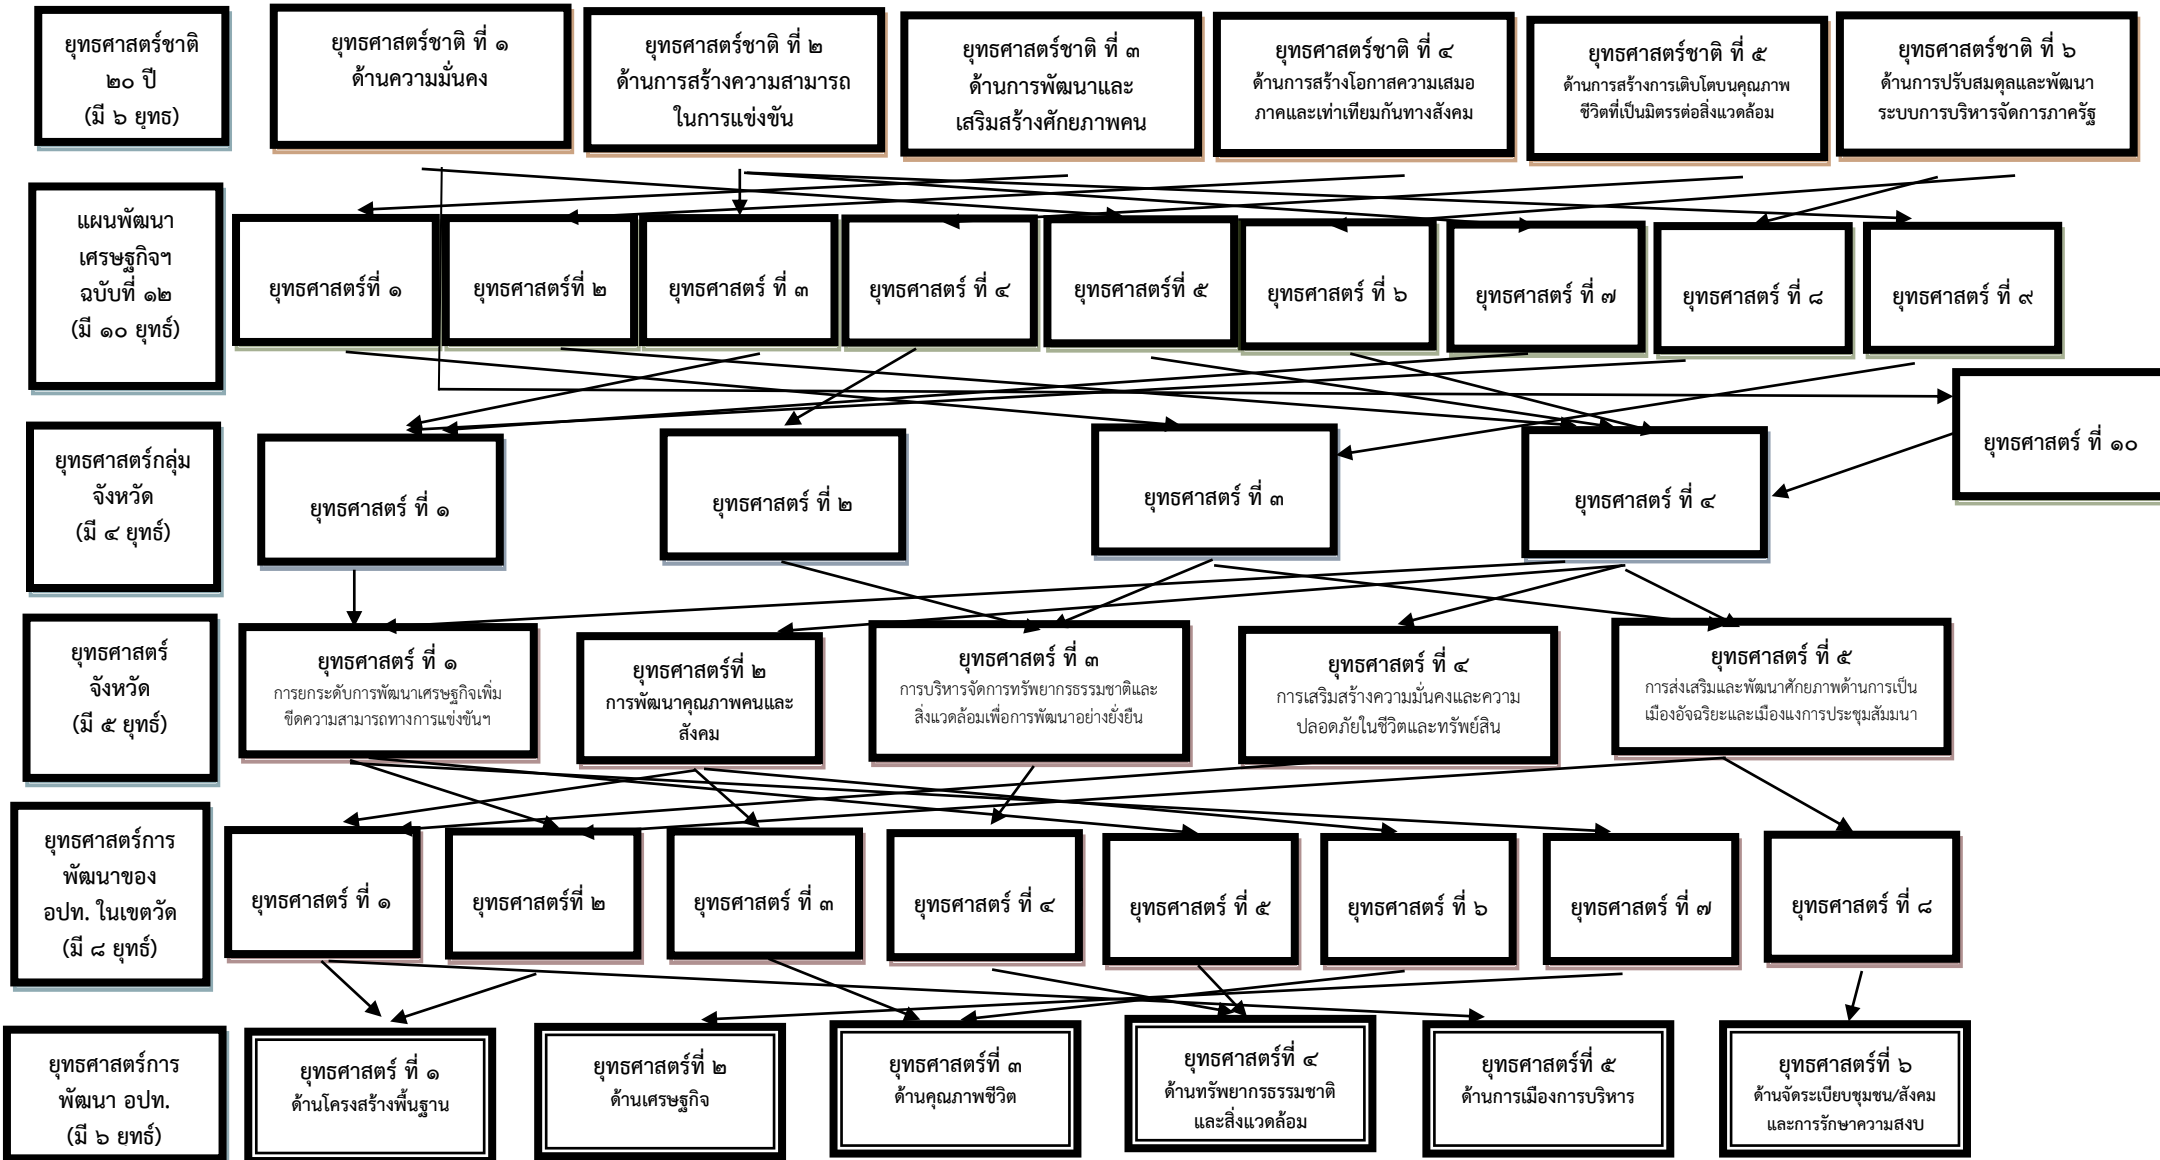 ยุทธศาสตร์ชาติ
๒๐ ปี
(มี ๖ ยุทธ)
ยุทธศาสตร์ชาติ ที่ ๑
ด้านความมั่นคง
ยุทธศาสตร์ชาติ ที่ ๒
ด้านการสร้างความสามารถ
ในการแข่งขัน
ยุทธศาสตร์ชาติ ที่ ๓
ด้านการพัฒนาและ
เสริมสร้างศักยภาพคน
ยุทธศาสตร์ชาติ ที่ ๔
ด้านการสร้างโอกาสความเสมอ
ภาคและเท่าเทียมกันทางสังคม
ยุทธศาสตร์ชาติ ที่ ๕
ด้านการสร้างการเติบโตบนคุณภาพ
ชีวิตที่เป็นมิตรรต่อสิ่งแวดล้อม
ยุทธศาสตร์ชาติ ที่ ๖
ด้านการปรับสมดุลและพัฒนา
ระบบการบริหารจัดการภาครัฐ
แผนพัฒนา
เศรษฐกิจฯ
ฉบับที่ ๑๒
(มี ๑๐ ยุทธ์)
ยุทธศาสตร์ที่ ๑
ยุทธศาสตร์ที่ ๒
ยุทธศาสตร์ ที่ ๓
ยุทธศาสตร์ ที่ ๔
ยุทธศาสตร์ที่ ๕
ยุทธศาสตร์ ที่ ๖
ยุทธศาสตร์ ที่ ๗
ยุทธศาสตร์ ที่ ๘
ยุทธศาสตร์ ที่ ๙
ยุทธศาสตร์ ที่ ๑๐
ยุทธศาสตร์กลุ่ม
จังหวัด
(มี ๔ ยุทธ์)
ยุทธศาสตร์ ที่ ๑
ยุทธศาสตร์ ที่ ๒
ยุทธศาสตร์ ที่ ๓
ยุทธศาสตร์ ที่ ๔
ยุทธศาสตร์
จังหวัด
(มี ๕ ยุทธ์)
ยุทธศาสตร์ ที่ ๑
การยกระดับการพัฒนาเศรษฐกิจเพิ่ม
ขีดความสามารถทางการแข่งขันฯ
ยุทธศาสตร์ที่ ๒
การพัฒนาคุณภาพคนและ
สังคม
ยุทธศาสตร์ ที่ ๓
การบริหารจัดการทรัพยากรธรรมชาติและ
สิ่งแวดล้อมเพื่อการพัฒนาอย่างยั่งยืน
ยุทธศาสตร์ ที่ ๔
การเสริมสร้างความมั่นคงและความ
ปลอดภัยในชีวิตและทรัพย์สิน
ยุทธศาสตร์ ที่ ๕
การส่งเสริมและพัฒนาศักยภาพด้านการเป็น
เมืองอัจฉริยะและเมืองแงการประชุมสัมมนา
ยุทธศาสตร์การ
พัฒนาของ
อปท. ในเขตวัด
(มี ๘ ยุทธ์)
ยุทธศาสตร์ ที่ ๑
ยุทธศาสตร์ที่ ๒
ยุทธศาสตร์ ที่ ๓
ยุทธศาสตร์ ที่ ๔
ยุทธศาสตร์ ที่ ๕
ยุทธศาสตร์ ที่ ๖
ยุทธศาสตร์ ที่ ๗
ยุทธศาสตร์ ที่ ๘
ยุทธศาสตร์การ
พัฒนา อปท.
(มี ๖ ยุทธ์)
ยุทธศาสตร์ ที่ ๑
ด้านโครงสร้างพื้นฐาน
ยุทธศาสตร์ที่ ๒
ด้านเศรษฐกิจ
ยุทธศาสตร์ที่ ๓
ด้านคุณภาพชีวิต
ยุทธศาสตร์ที่ ๔
ด้านทรัพยากรธรรมชาติ
และสิ่งแวดล้อม
ยุทธศาสตร์ที่ ๕
ด้านการเมืองการบริหาร
ยุทธศาสตร์ที่ ๖
ด้านจัดระเบียบชุมชน/สังคม
และการรักษาความสงบ